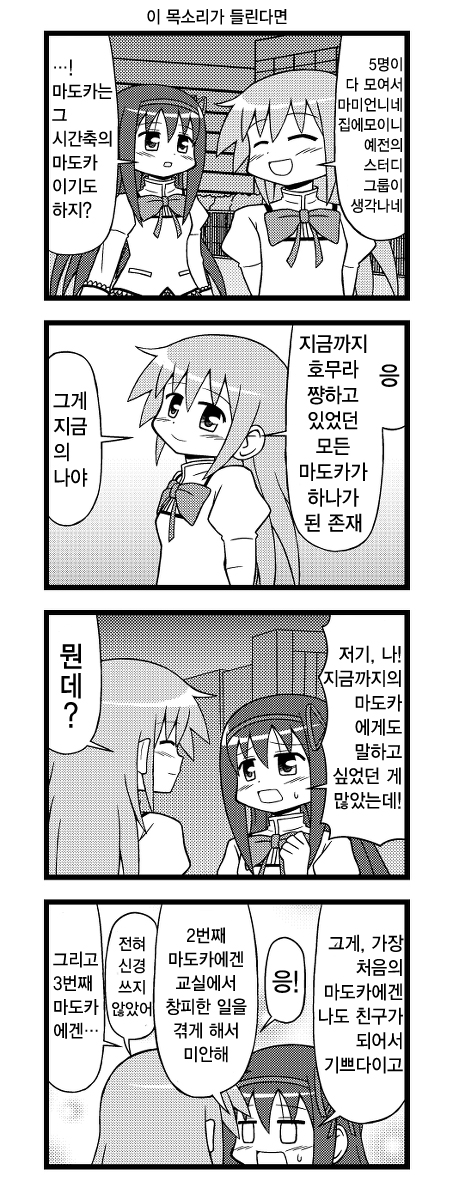 이 목소리가 들린다면
5명이
다 모여서
마미언니네
집에모이니
예전의
스터디
그룹이
생각나네
…!
마도카는
그
시간축의
마도카
이기도
하지?
응
지금까지
호무라
쨩하고
있었던
모든
마도카가
하나가
된 존재
그게
지금
의
나야
저기, 나!
지금까지의
마도카
에게도
말하고
싶었던 게
많았는데!
뭔
데?
그게, 가장
처음의
마도카에겐
나도 친구가
되어서
기쁘다이고
응!
2번째
마도카에겐
교실에서
창피한 일을
겪게 해서
미안해
전혀
신경
쓰지
않았어
그리고
3번째
마도카
에겐…